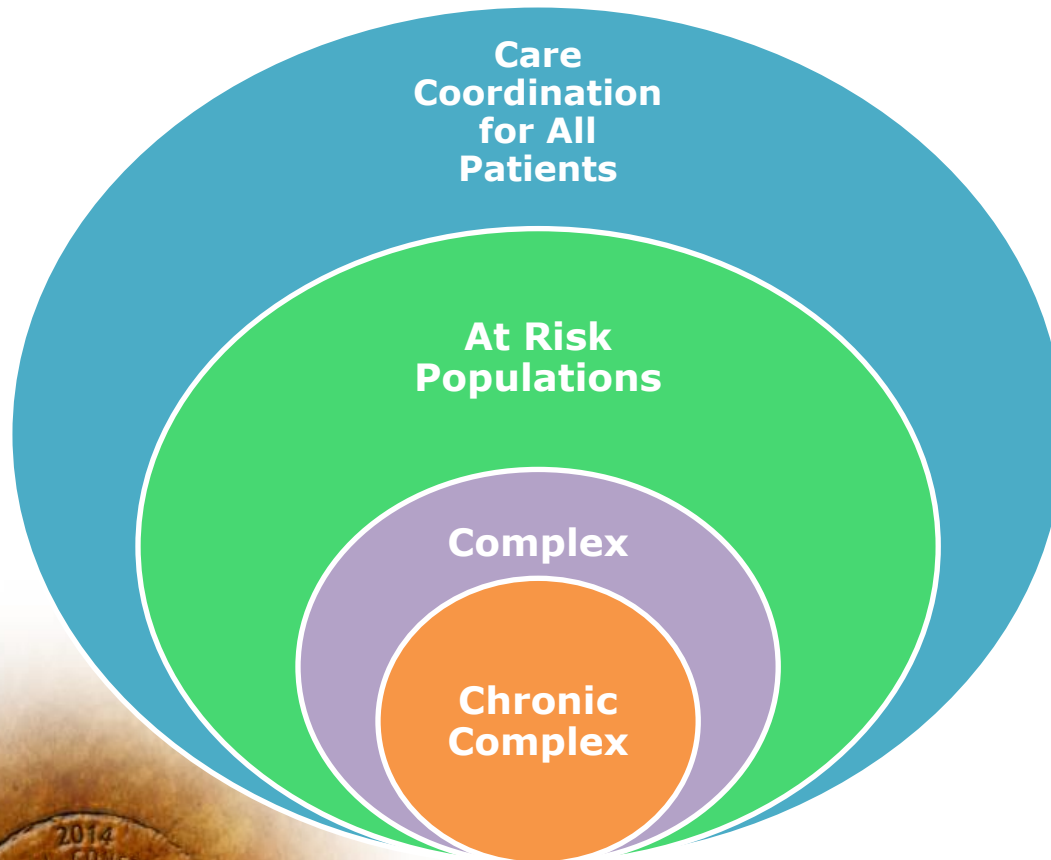 Care
Coordination
for All
Patients
At Risk
Populations
Complex
Chronic
Complex
2014